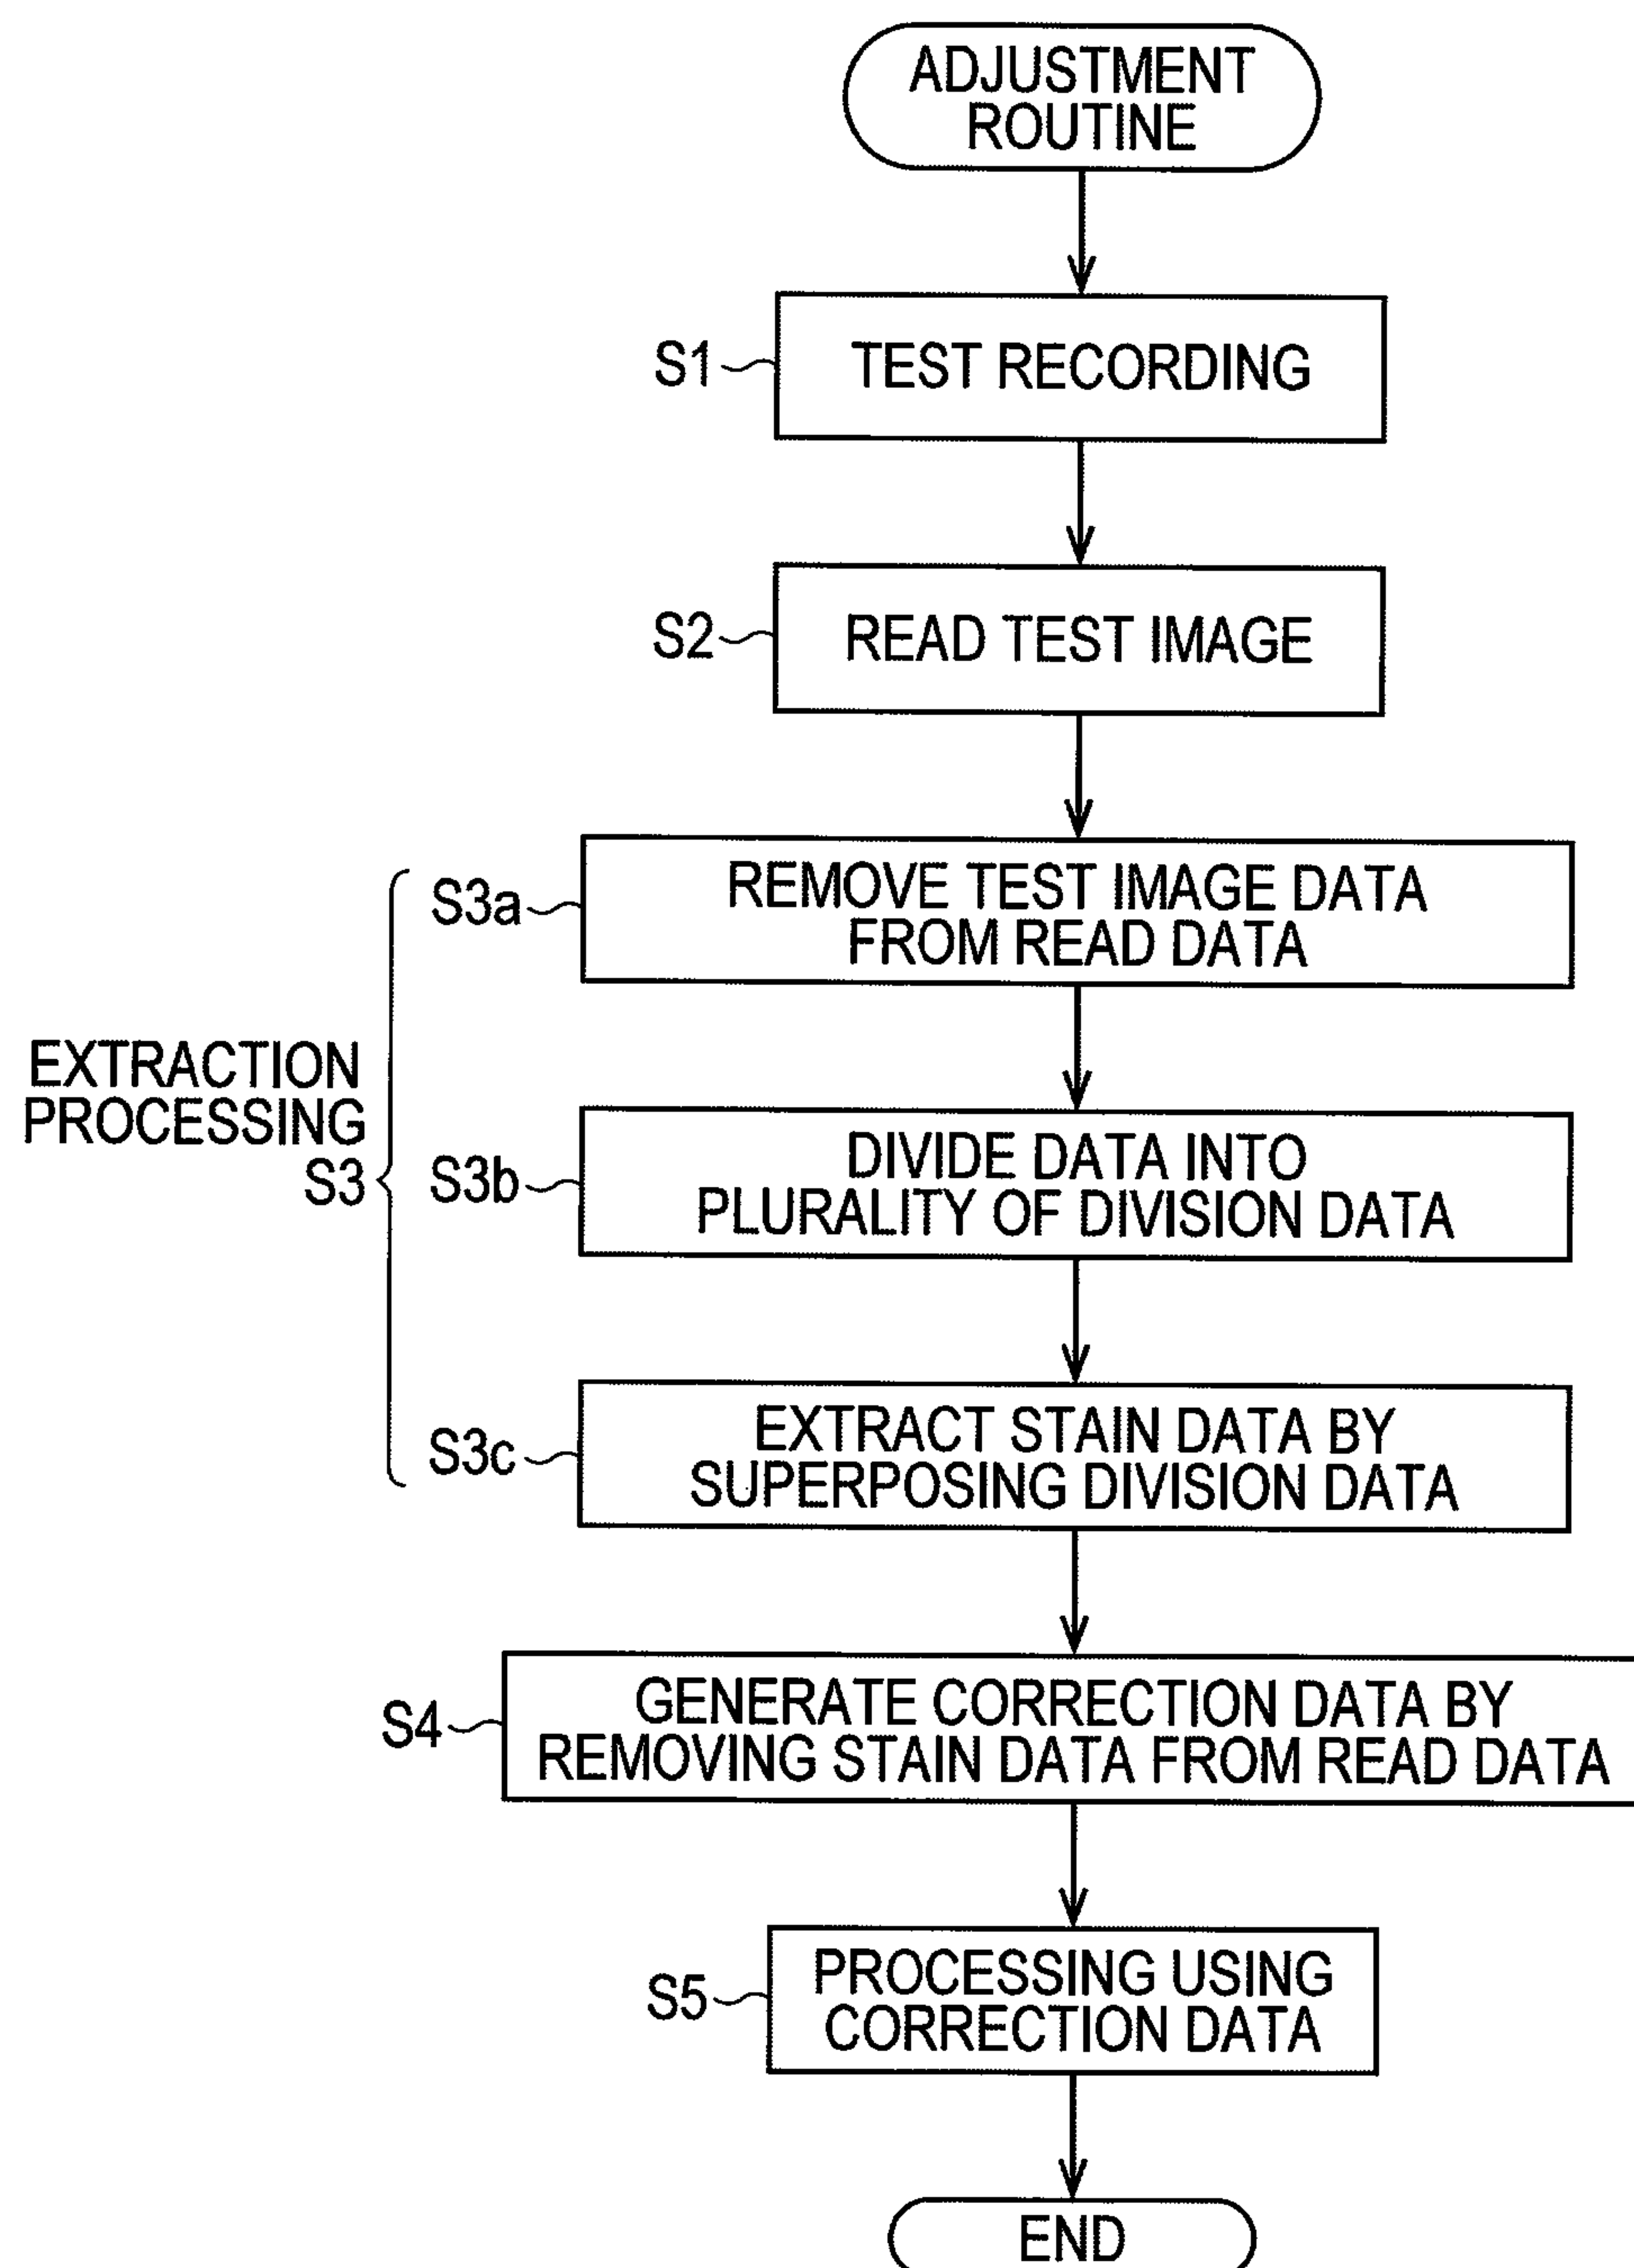 ADJUSTMENT
ROUTINE
S1
TEST RECORDING
S2
READ TEST IMAGE
S3a
REMOVE TEST IMAGE DATA
FROM READ DATA
EXTRACTION
PROCESSING
S3
S3b
DIVIDE DATA INTO
PLURALITY OF DIVISION DATA
S3c
EXTRACT STAIN DATA BY
SUPERPOSING DIVISION DATA
S4
GENERATE CORRECTION DATA BY
REMOVING STAIN DATA FROM READ DATA
S5
PROCESSING USING
CORRECTION DATA
END